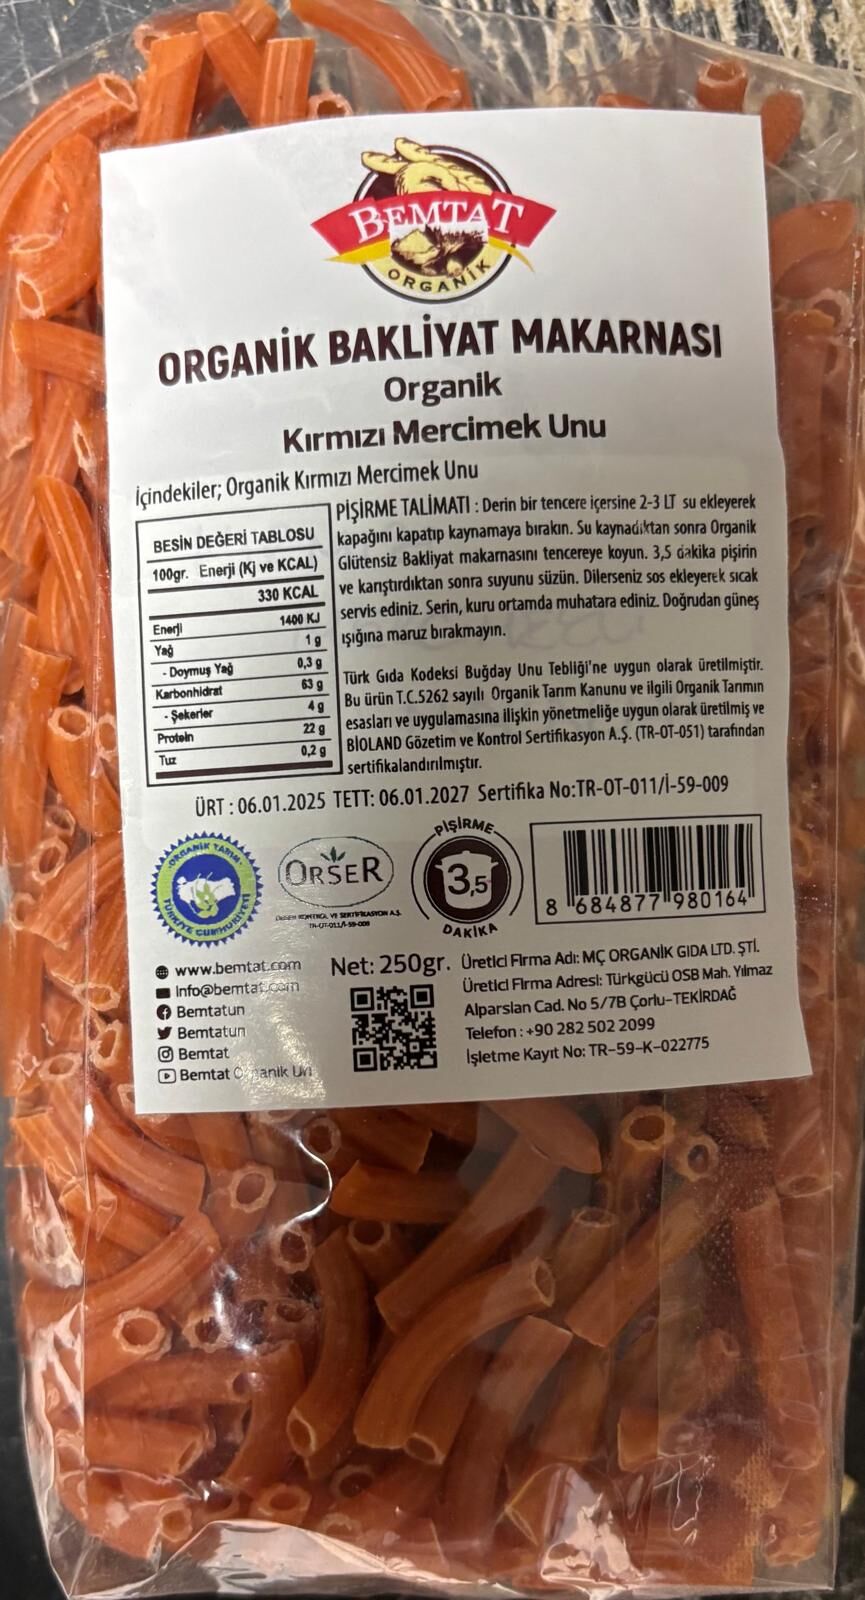 BEMTAT
ORGANİK
ORGANİK BAKLİYAT MAKARNASI
Organik
Kırmızı Mercimek Unu
İçindekiler; Organik Kırmızı Mercimek Unu
BESİN DEĞERİ TABLOSU
100gr. Enerji (Kj ve KCAL)
330 KCAL
Enerji 1400 KJ
Yağ 1 g
- Doymuş Yağ 0,3 g
Karbonhidrat 63 g
- Şekerler 4 g
Protein 22 g
Tuz 0,2 g
PİŞİRME TALİMATI : Derin bir tencere içersine 2-3 LT su ekleyerek
kapağını kapatıp kaynamaya bırakın. Su kaynadıktan sonra Organik
Glütensiz Bakliyat makarnasını tencereye koyun. 3,5 dakika pişirin
ve karıştırdıktan sonra suyunu süzün. Dilerseniz sos ekleyerek sıcak
servis ediniz. Serin, kuru ortamda muhatara ediniz. Doğrudan güneş
ışığına maruz bırakmayın.
Türk Gıda Kodeksi Buğday Unu Tebliği'ne uygun olarak üretilmiştir.
Bu ürün T.C.5262 sayılı Organik Tarım Kanunu ve ilgili Organik Tarımın
esasları ve uygulamasına ilişkin yönetmeliğe uygun olarak üretilmiş ve
BİOLAND Gözetim ve Kontrol Sertifikasyon A.Ş. (TR-OT-051) tarafından
sertifikalandırılmıştır.
ÜRT : 06.01.2025 TETT: 06.01.2027 Sertifika No:TR-OT-011/İ-59-009
ORGANİK TARIM
TÜRKİYE CUMHURİYETİ
ORSER
ORSER KONTROL VE SERTİFİKASYON A.Ş.
TR-OT-011/İ-59-009
PİŞİRME
3,5
DAKİKA
8 684877 980164
www.bemtat.com
info@bemtat.com
Bemtatun
Bemtatun
Bemtat
Bemtat Organik Un
Net: 250gr.
Üretici Firma Adı: MÇ ORGANİK GIDA LTD. ŞTİ.
Üretici Firma Adresi: Türkgücü OSB Mah. Yılmaz
Alparslan Cad. No 5/7B Çorlu-TEKİRDAĞ
Telefon : +90 282 502 2099
İşletme Kayıt No: TR-59-K-022775